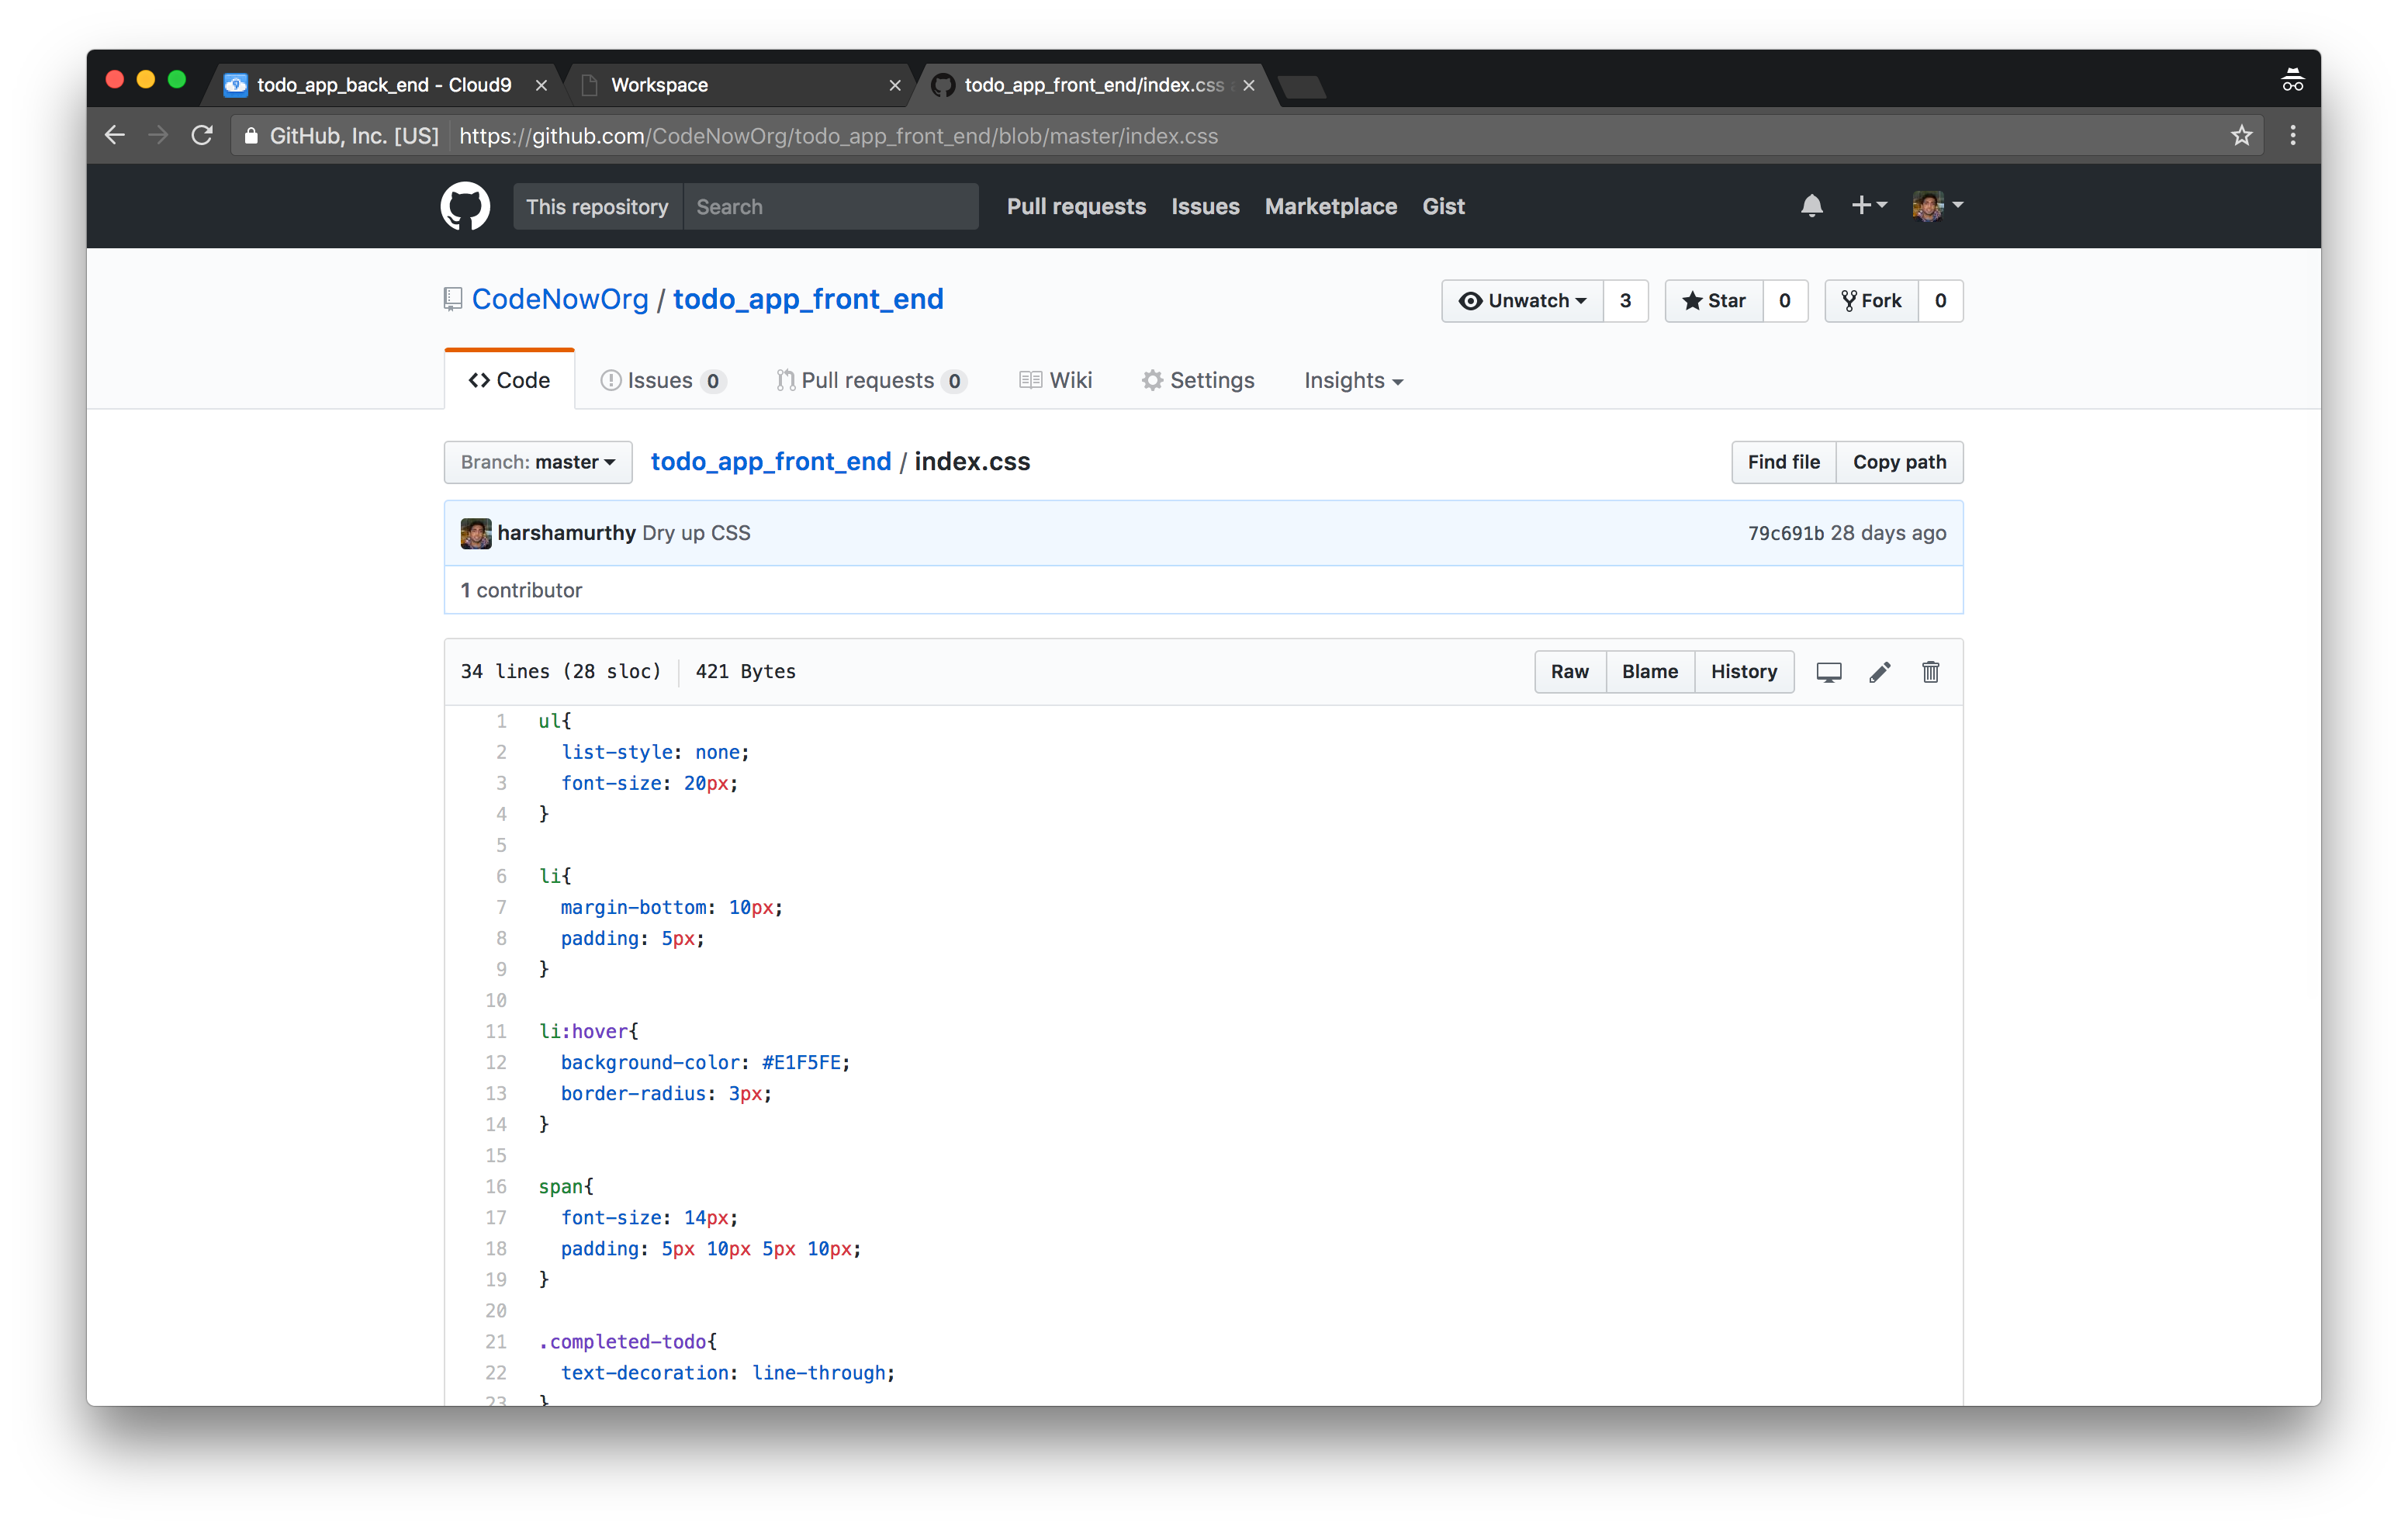 todo_app_back_end - Cloud9
Workspace
todo_app_front_end/index.css
GitHub, Inc. [US] https://github.com/CodeNowOrg/todo_app_front_end/blob/master/index.css
This repository Search Pull requests Issues Marketplace Gist
CodeNowOrg / todo_app_front_end
Unwatch 3 Star 0 Fork 0
Code Issues 0 Pull requests 0 Wiki Settings Insights
Branch: master todo_app_front_end / index.css
Find file Copy path
harshamurthy Dry up CSS 79c691b 28 days ago
1 contributor
34 lines (28 sloc) 421 Bytes Raw Blame History
1 ul{
2   list-style: none;
3   font-size: 20px;
4 }
5
6 li{
7   margin-bottom: 10px;
8   padding: 5px;
9 }
10
11 li:hover{
12   background-color: #E1F5FE;
13   border-radius: 3px;
14 }
15
16 span{
17   font-size: 14px;
18   padding: 5px 10px 5px 10px;
19 }
20
21 .completed-todo{
22   text-decoration: line-through;
23 }